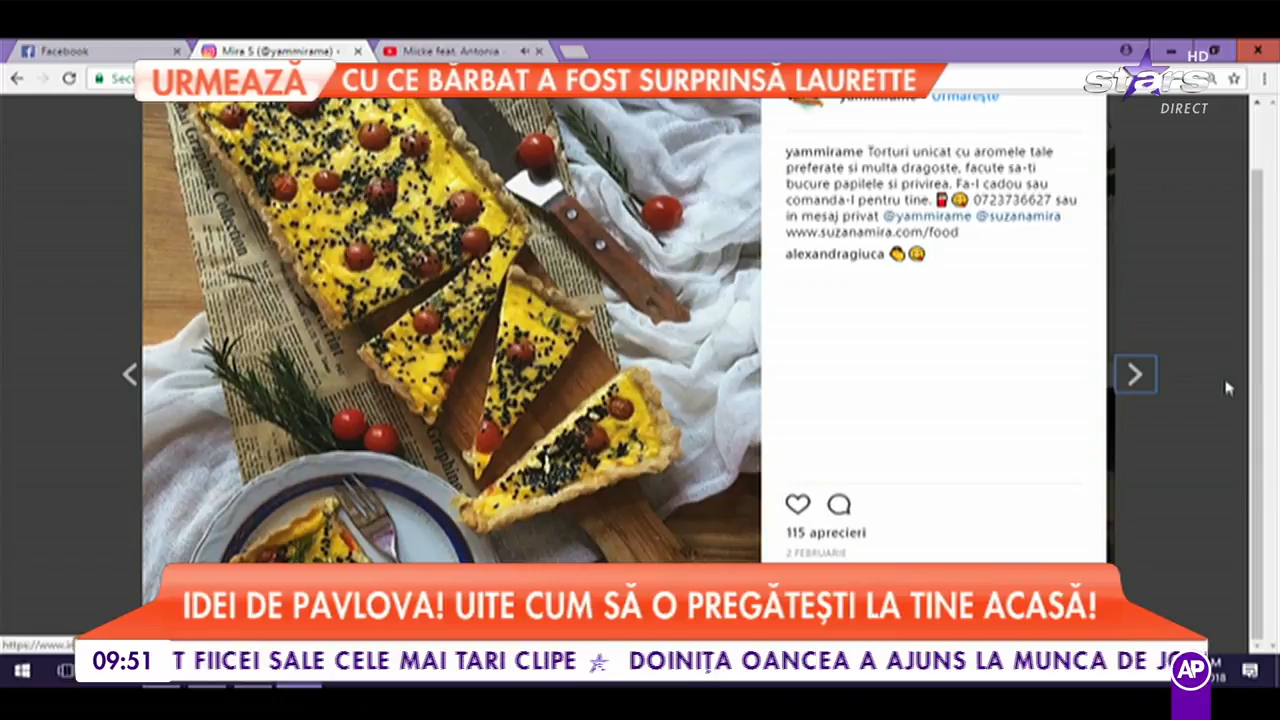 Facebook
Mira S (@yammirame) •
Micke feat. Antonia
HD
URMEAZĂ
CU CE BĂRBAT A FOST SURPRINSĂ LAURETTE
stars
DIRECT
yammirame • Urmărește
yammirame Torturi unicat cu aromele tale
preferate si multa dragoste, facute sa-ti
bucure papilele si privirea. Fa-l cadou sau
comanda-l pentru tine. 0723736627 sau
in mesaj privat @yammirame @suzanamira
www.suzanamira.com/food
alexandragiuca
115 aprecieri
2 FEBRUARIE
IDEI DE PAVLOVA! UITE CUM SĂ O PREGĂTEȘTI LA TINE ACASĂ!
09:51
T FIICEI SALE CELE MAI TARI CLIPE ☆ DOINIȚA OANCEA A AJUNS LA MUNCA DE JO
AP